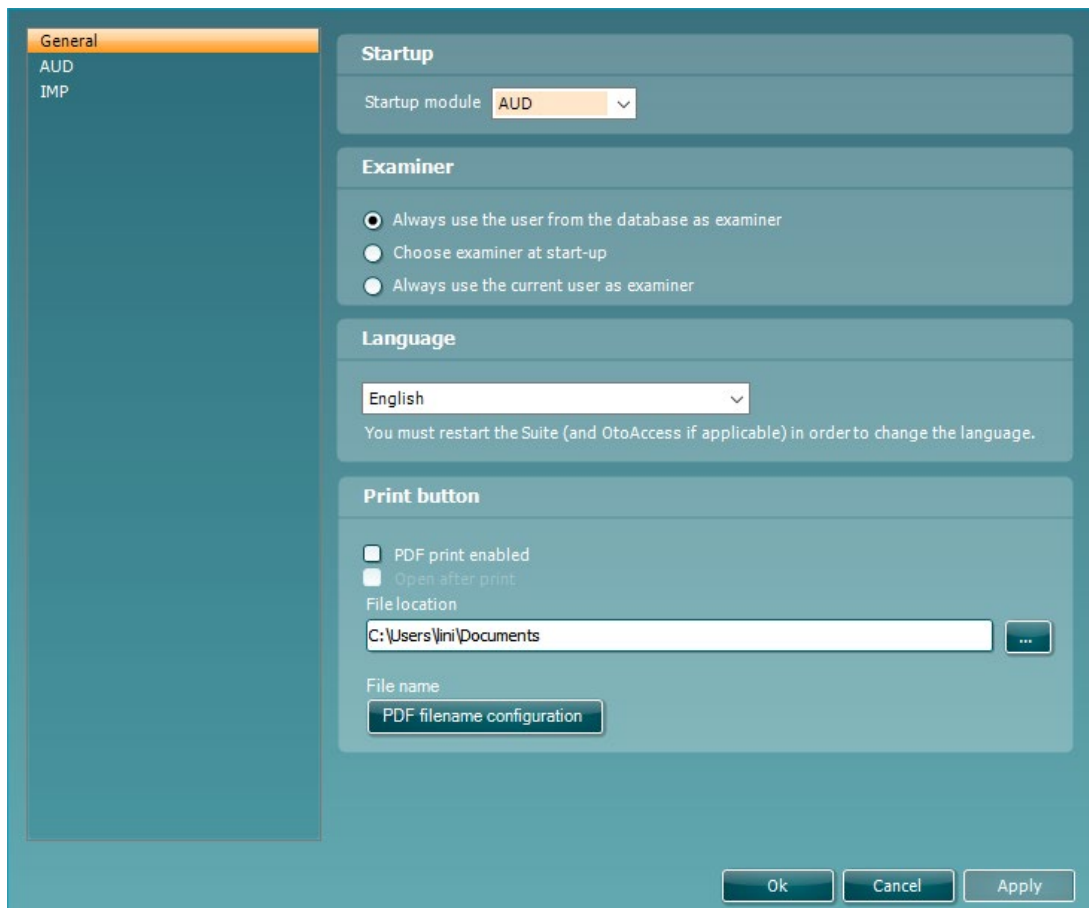 General
AUD
IMP
Startup
Startup module AUD
Examiner
Always use the user from the database as examiner
Choose examiner at start-up
Always use the current user as examiner
Language
English
You must restart the Suite (and OtoAccess if applicable) in order to change the language.
Print button
PDF print enabled
Open after print
File location
C:\Users\lini\Documents
...
File name
PDF filename configuration
Ok Cancel Apply